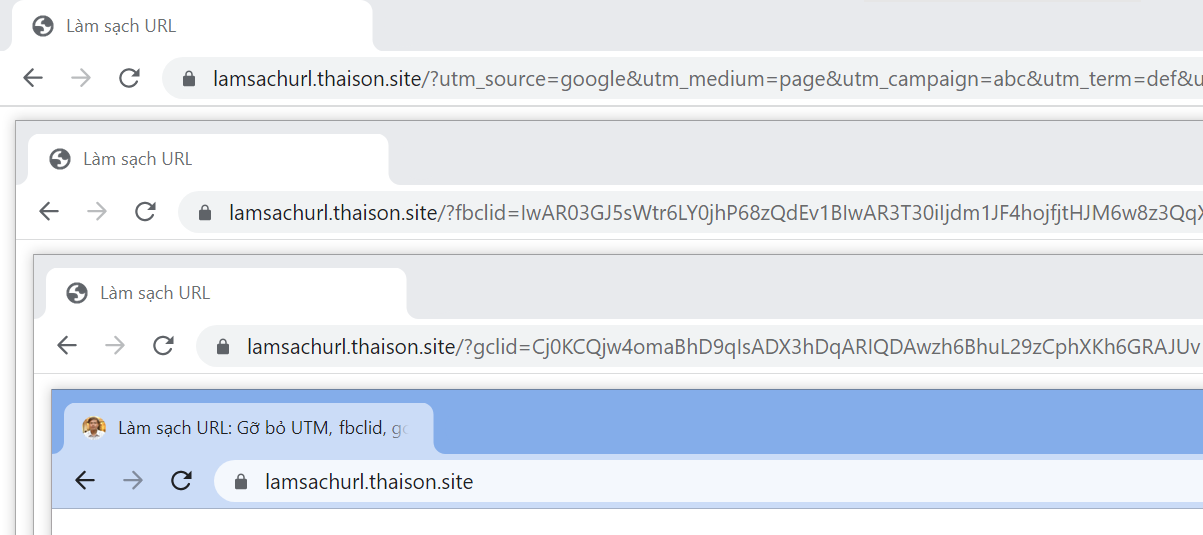 Làm sạch URL
lamsachurl.thaison.site/?utm_source=google&utm_medium=page&utm_campaign=abc&utm_term=def&u
Làm sạch URL
lamsachurl.thaison.site/?fbclid=IwAR03GJ5sWtr6LY0jhP68zQdEv1BIwAR3T30iIjdm1JF4hojfjtHJM6w8z3QqX
Làm sạch URL
lamsachurl.thaison.site/?gclid=Cj0KCQjw4omaBhD9qIsADX3hDqARIQDAwzh6BhuL29zCphXKh6GRAJUv
Làm sạch URL: Gỡ bỏ UTM, fbclid, gc
lamsachurl.thaison.site